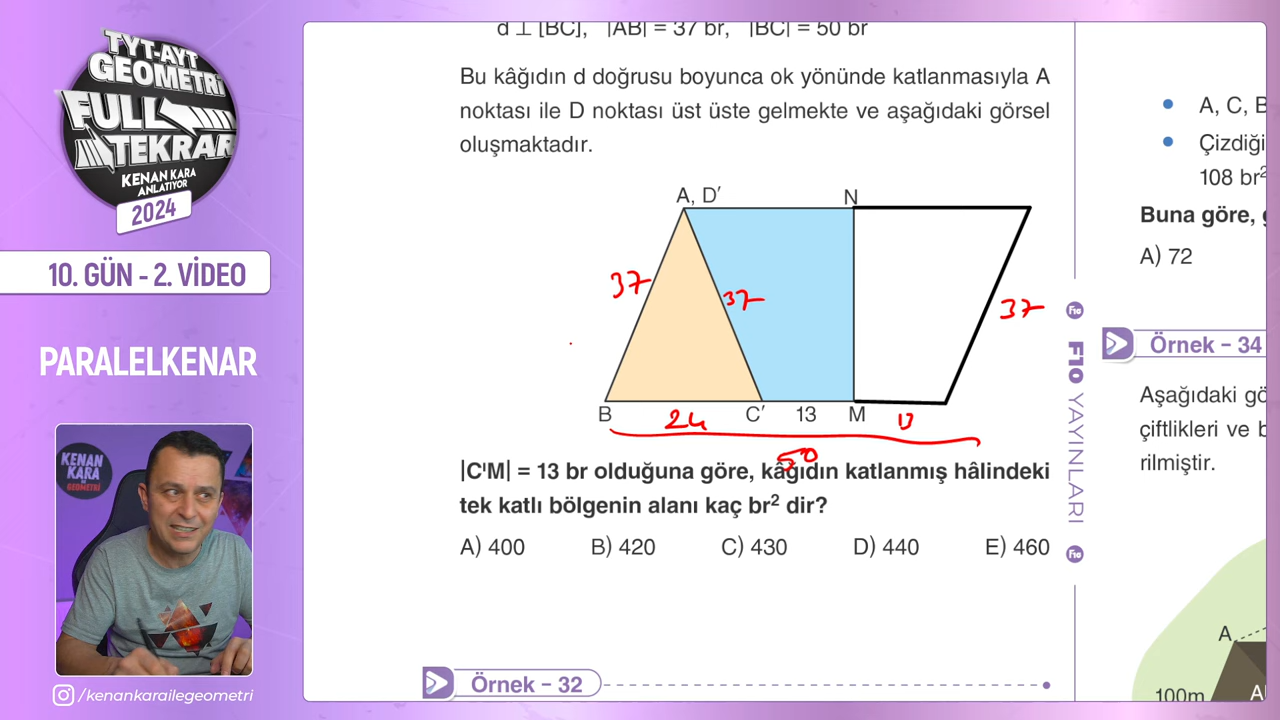 TYT-AYT
GEOMETRİ
FULL
TEKRAR
KENAN KARA
ANLATIYOR
2024
10. GÜN - 2. VİDEO
PARALELKENAR
KENAN
KARA
GEOMETRİ
/kenankarailegeometri
d ⊥ [BC], |AB| = 37 br, |BC| = 50 br
Bu kâğıdın d doğrusu boyunca ok yönünde katlanmasıyla A
noktası ile D noktası üst üste gelmekte ve aşağıdaki görsel
oluşmaktadır.
A, D′
N
37
37
37
B
24
C′
13
M
13
50
|C'M| = 13 br olduğuna göre, kâğıdın katlanmış hâlindeki
tek katlı bölgenin alanı kaç br² dir?
A) 400 B) 420 C) 430 D) 440 E) 460
Örnek – 32
F10
F10 YAYINLARI
F10
A, C, B
Çizdiği
108 br²
Buna göre,
A) 72
Örnek – 34
Aşağıdaki gö
çiftlikleri ve b
rilmiştir.
A
100m
A